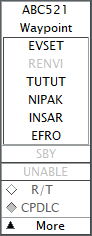 ABC521
Waypoint
EVSET
RENVI
TUTUT
NIPAK
INSAR
EFRO
SBY
UNABLE
R/T
CPDLC
More